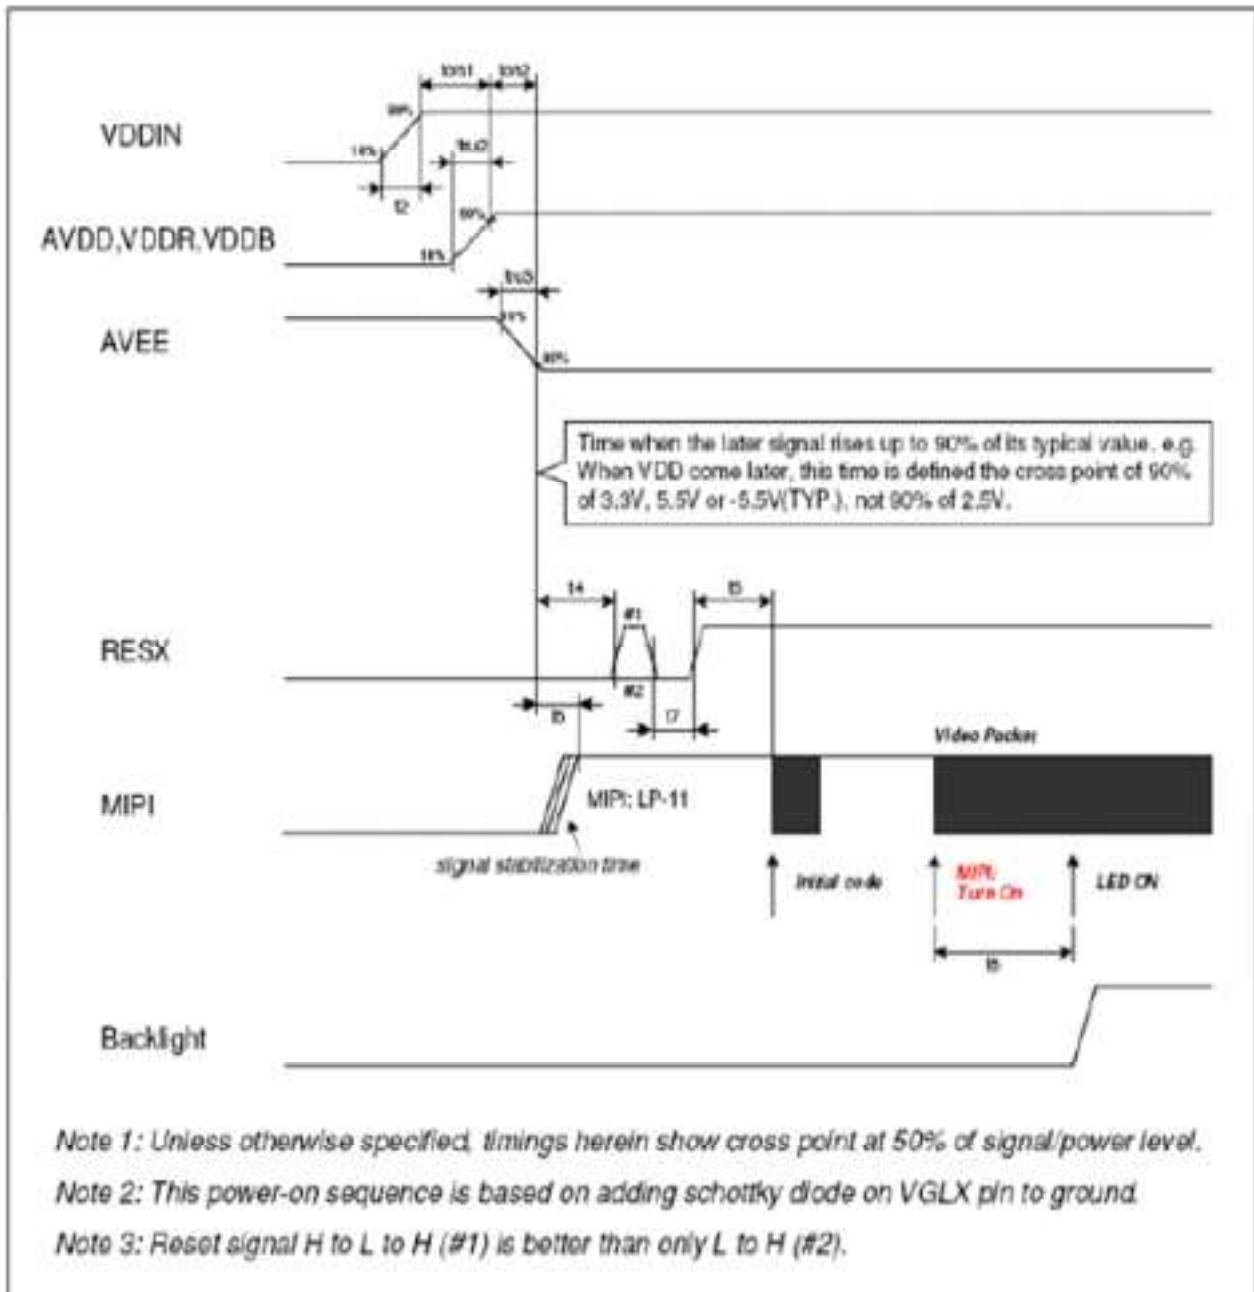 ton1 ton2
VDDIN
90%
10%
tsu2
t2
AVDD,VDDR,VDDB
90%
10%
AVEE
90%
Time when the later signal rises up to 90% of its typical value. e.g.
When VDD come later, this time is defined the cross point of 90%
of 3.3V, 5.5V or -5.5V(TYP.), not 90% of 2.5V.
t4
#1
RESX
#2
t7
Video Packet
MIPI
MIPI: LP-11
signal stabilization time
Initial code
MIPI
Turn On
LED ON
Backlight
Note 1: Unless otherwise specified, timings herein show cross point at 50% of signal/power level.
Note 2: This power-on sequence is based on adding schottky diode on VGLX pin to ground.
Note 3: Reset signal H to L to H (#1) is better than only L to H (#2).